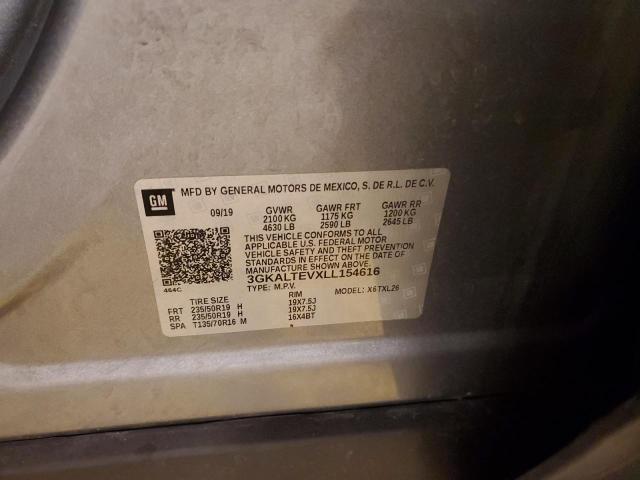 GM MFD BY GENERAL MOTORS DE MEXICO, S. DE R.L. DE C.V.
09/19 GVWR GAWR FRT GAWR RR
2100 KG 1175 KG 1200 KG
4630 LB 2590 LB 2645 LB
THIS VEHICLE CONFORMS TO ALL
APPLICABLE U.S. FEDERAL MOTOR
VEHICLE SAFETY AND THEFT PREVENTION
STANDARDS IN EFFECT ON THE DATE OF
MANUFACTURE SHOWN ABOVE.
3GKALTEVXLL154616
464C TYPE: M.P.V. MODEL: X6TXL26
TIRE SIZE RIM
FRT 235/50R19 H 19X7.5J
RR 235/50R19 H 19X7.5J
SPA T135/70R16 M 16X4BT